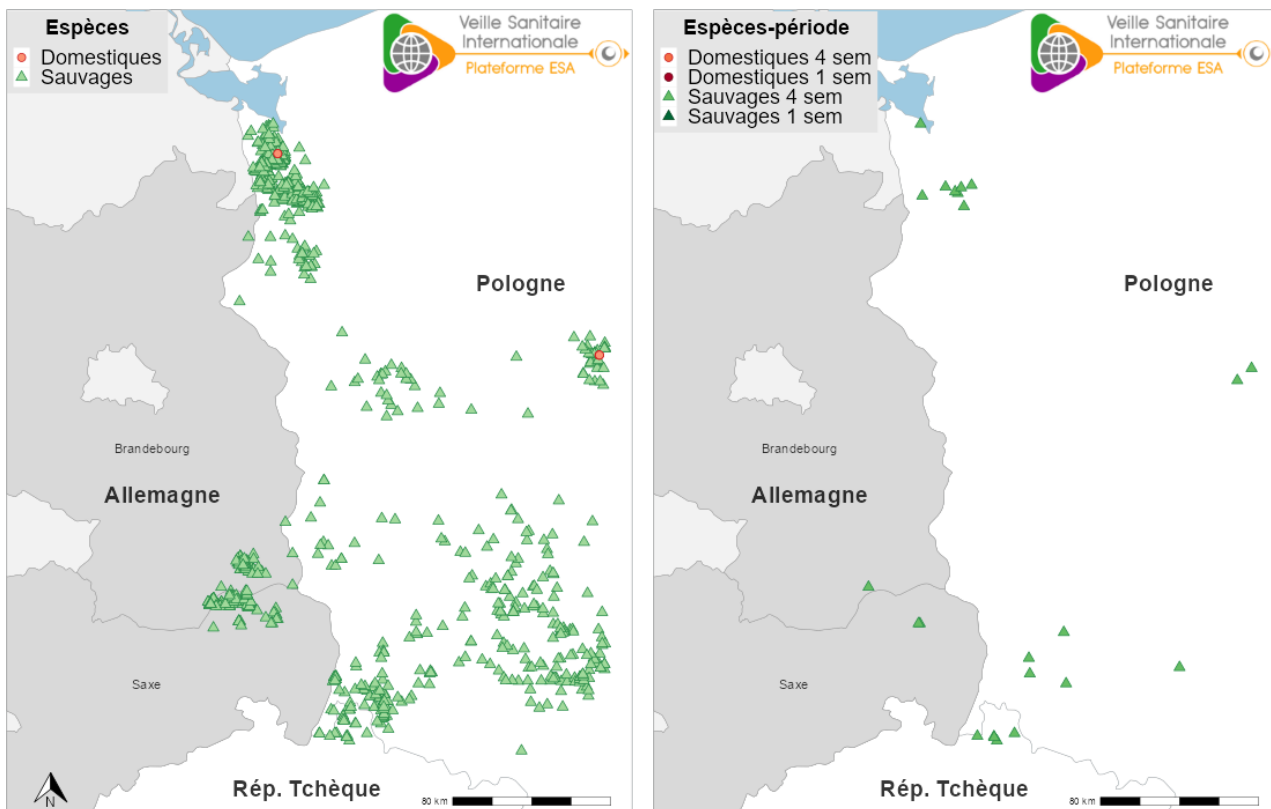 Espèces
Domestiques
Sauvages
Veille Sanitaire
Internationale
Plateforme ESA
Pologne
Brandebourg
Allemagne
Saxe
Rép. Tchèque
N
80 km
Espèces-période
Domestiques 4 sem
Domestiques 1 sem
Sauvages 4 sem
Sauvages 1 sem
Veille Sanitaire
Internationale
Plateforme ESA
Pologne
Brandebourg
Allemagne
Saxe
Rép. Tchèque
80 km